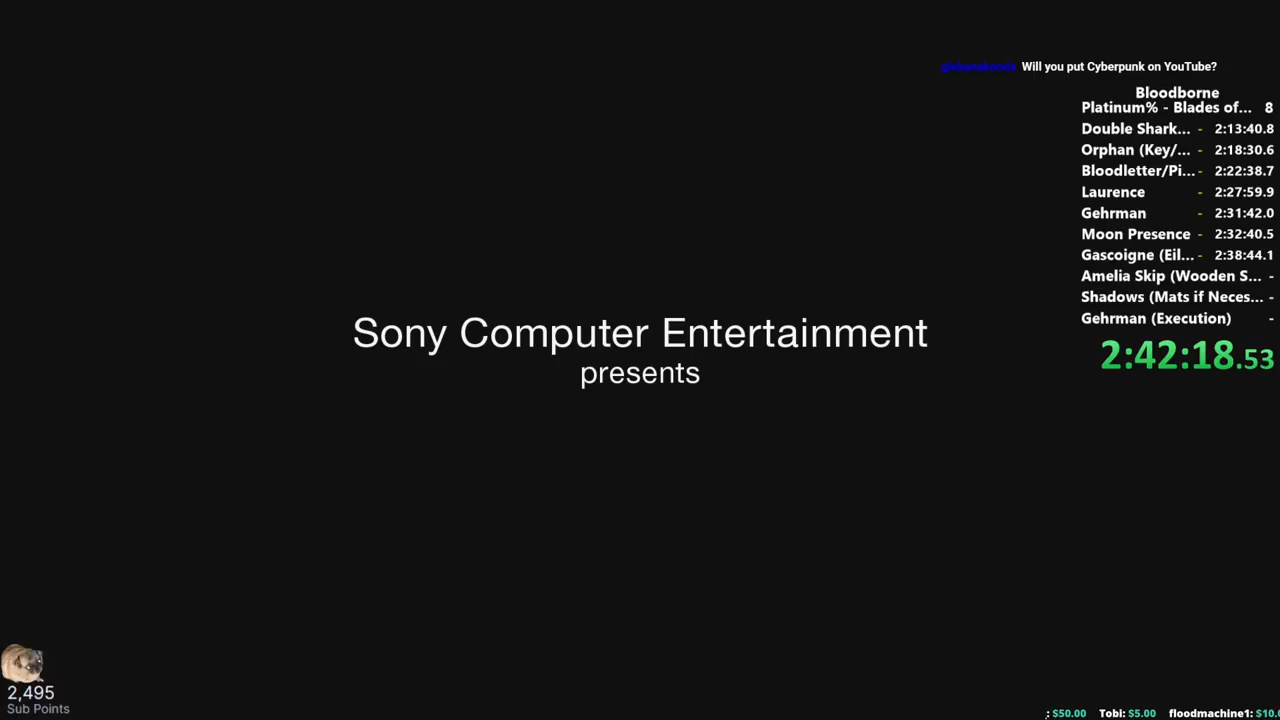 Will you put Cyberpunk on YouTube?
Bloodborne
Platinum% - Blades of... 8
Double Shark... - 2:13:40.8
Orphan (Key/... - 2:18:30.6
Bloodletter/Pi... - 2:22:38.7
Laurence - 2:27:59.9
Gehrman - 2:31:42.0
Moon Presence - 2:32:40.5
Gascoigne (Eil... - 2:38:44.1
Amelia Skip (Wooden S... -
Shadows (Mats if Neces... -
Gehrman (Execution) -
2:42:18.53
Sony Computer Entertainment
presents
2,495
Sub Points
: $50.00 Tobi: $5.00 floodmachine1: $10.